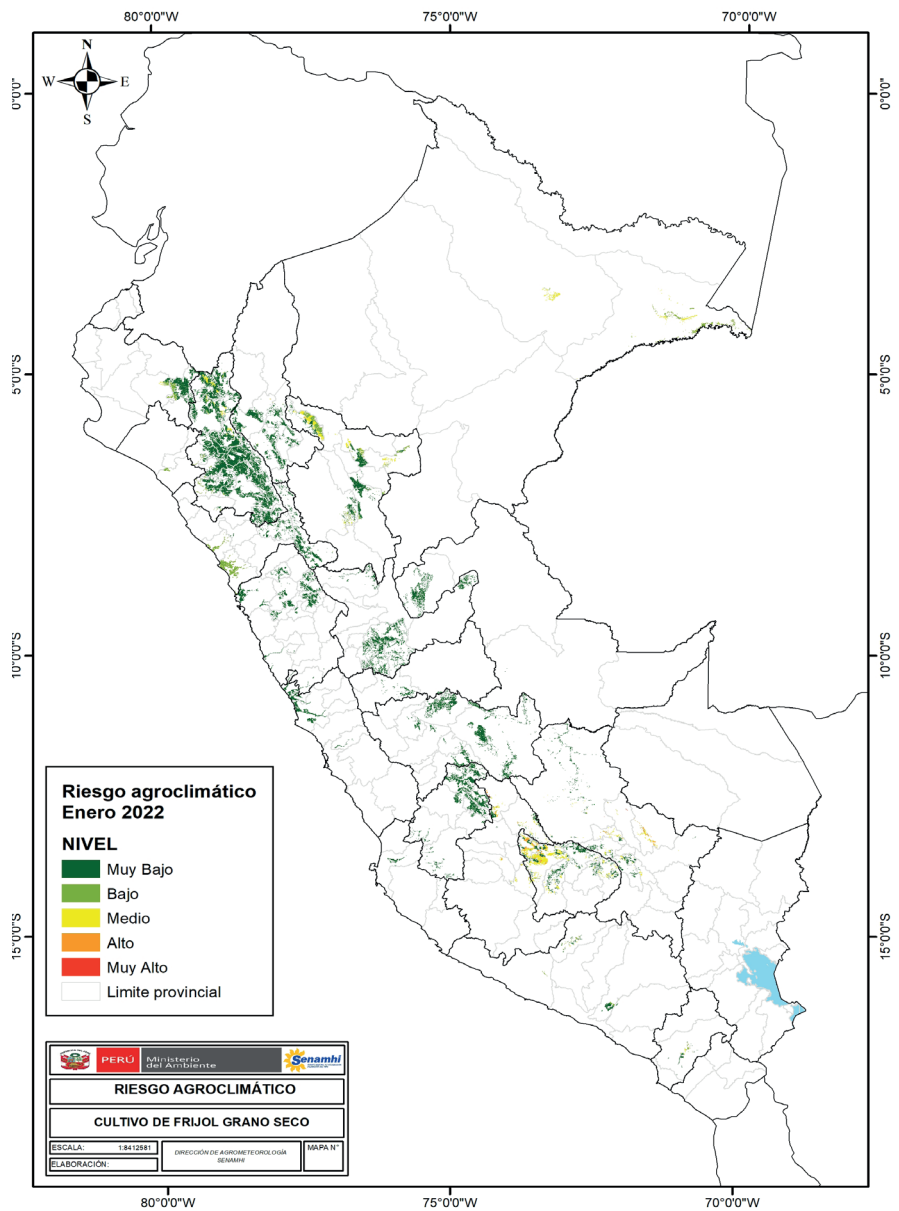 80°0'0"W 75°0'0"W 70°0'0"W
N
W E
S
0°0'0" 0°0'0"
5°0'0"S 5°0'0"S
10°0'0"S 10°0'0"S
15°0'0"S 15°0'0"S
Riesgo agroclimático
Enero 2022
NIVEL
Muy Bajo
Bajo
Medio
Alto
Muy Alto
Limite provincial
PERÚ
Ministerio
del Ambiente
Senamhi
RIESGO AGROCLIMÁTICO
CULTIVO DE FRIJOL GRANO SECO
ESCALA: 1:8412581
DIRECCIÓN DE AGROMETEOROLOGÍA
SENAMHI
MAPA N°
ELABORACIÓN:
80°0'0"W 75°0'0"W 70°0'0"W